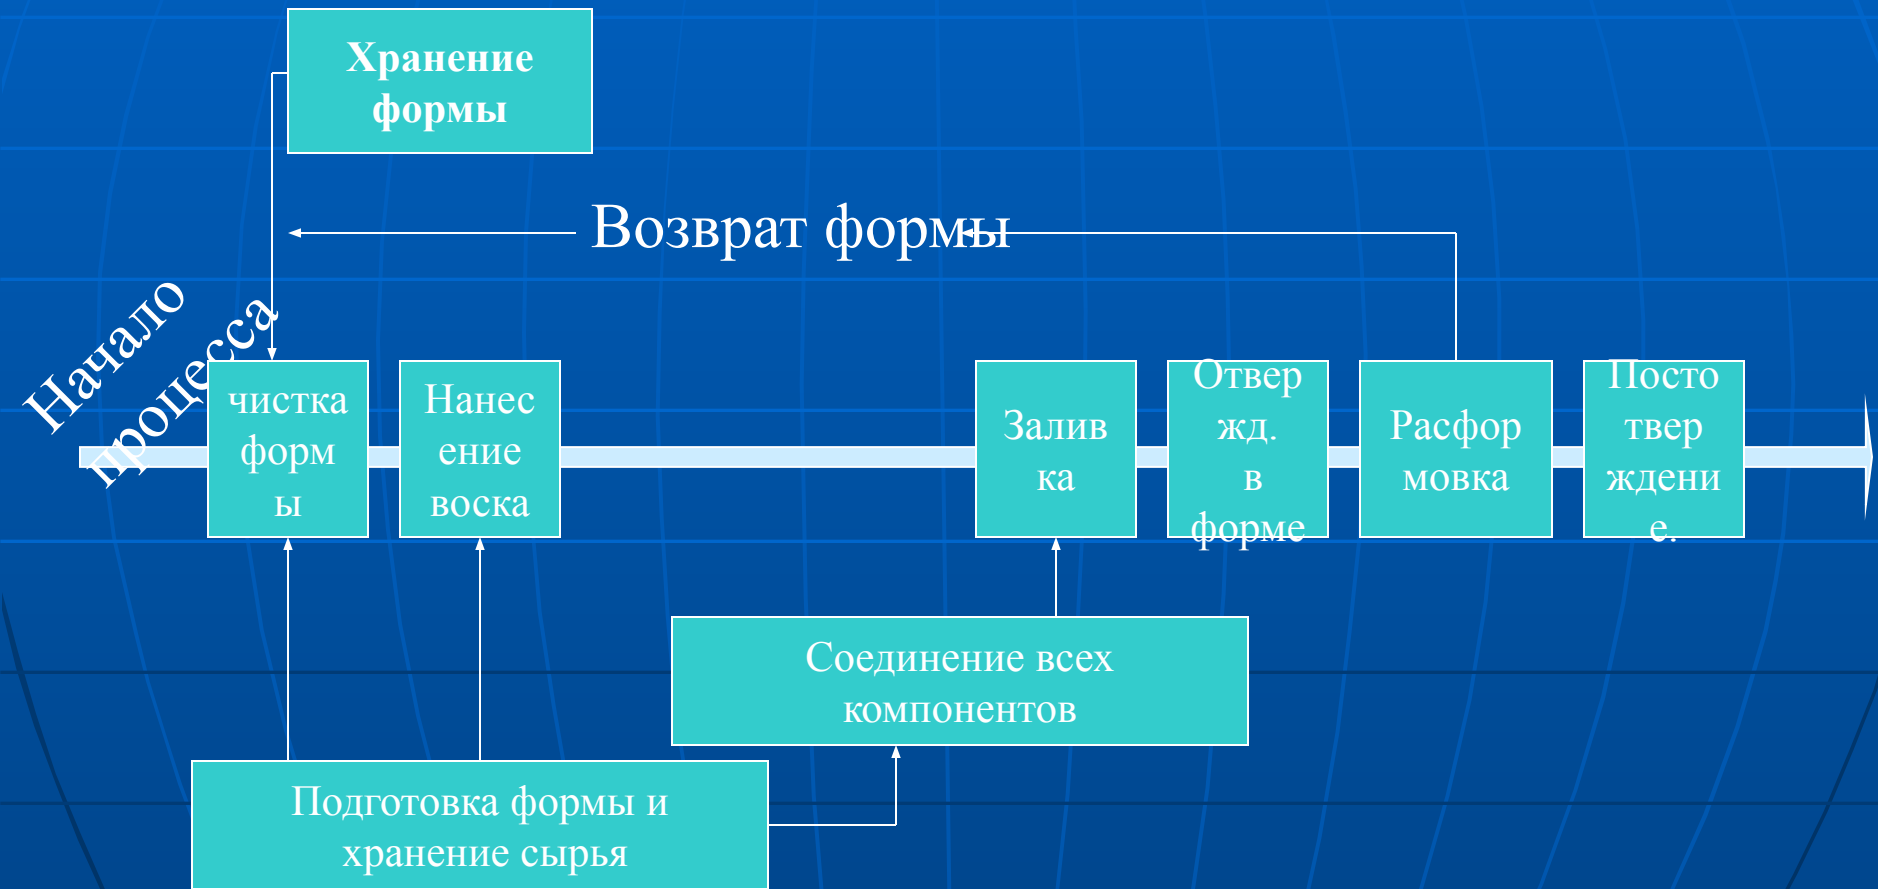 Хранение
формы
Возврат формы
Начало
процесса
чистка
форм
ы
Нанес
ение
воска
Залив
ка
Отвер
жд.
в
форме
Расфор
мовка
Посто
твер
ждени
е.
Соединение всех
компонентов
Подготовка формы и
хранение сырья